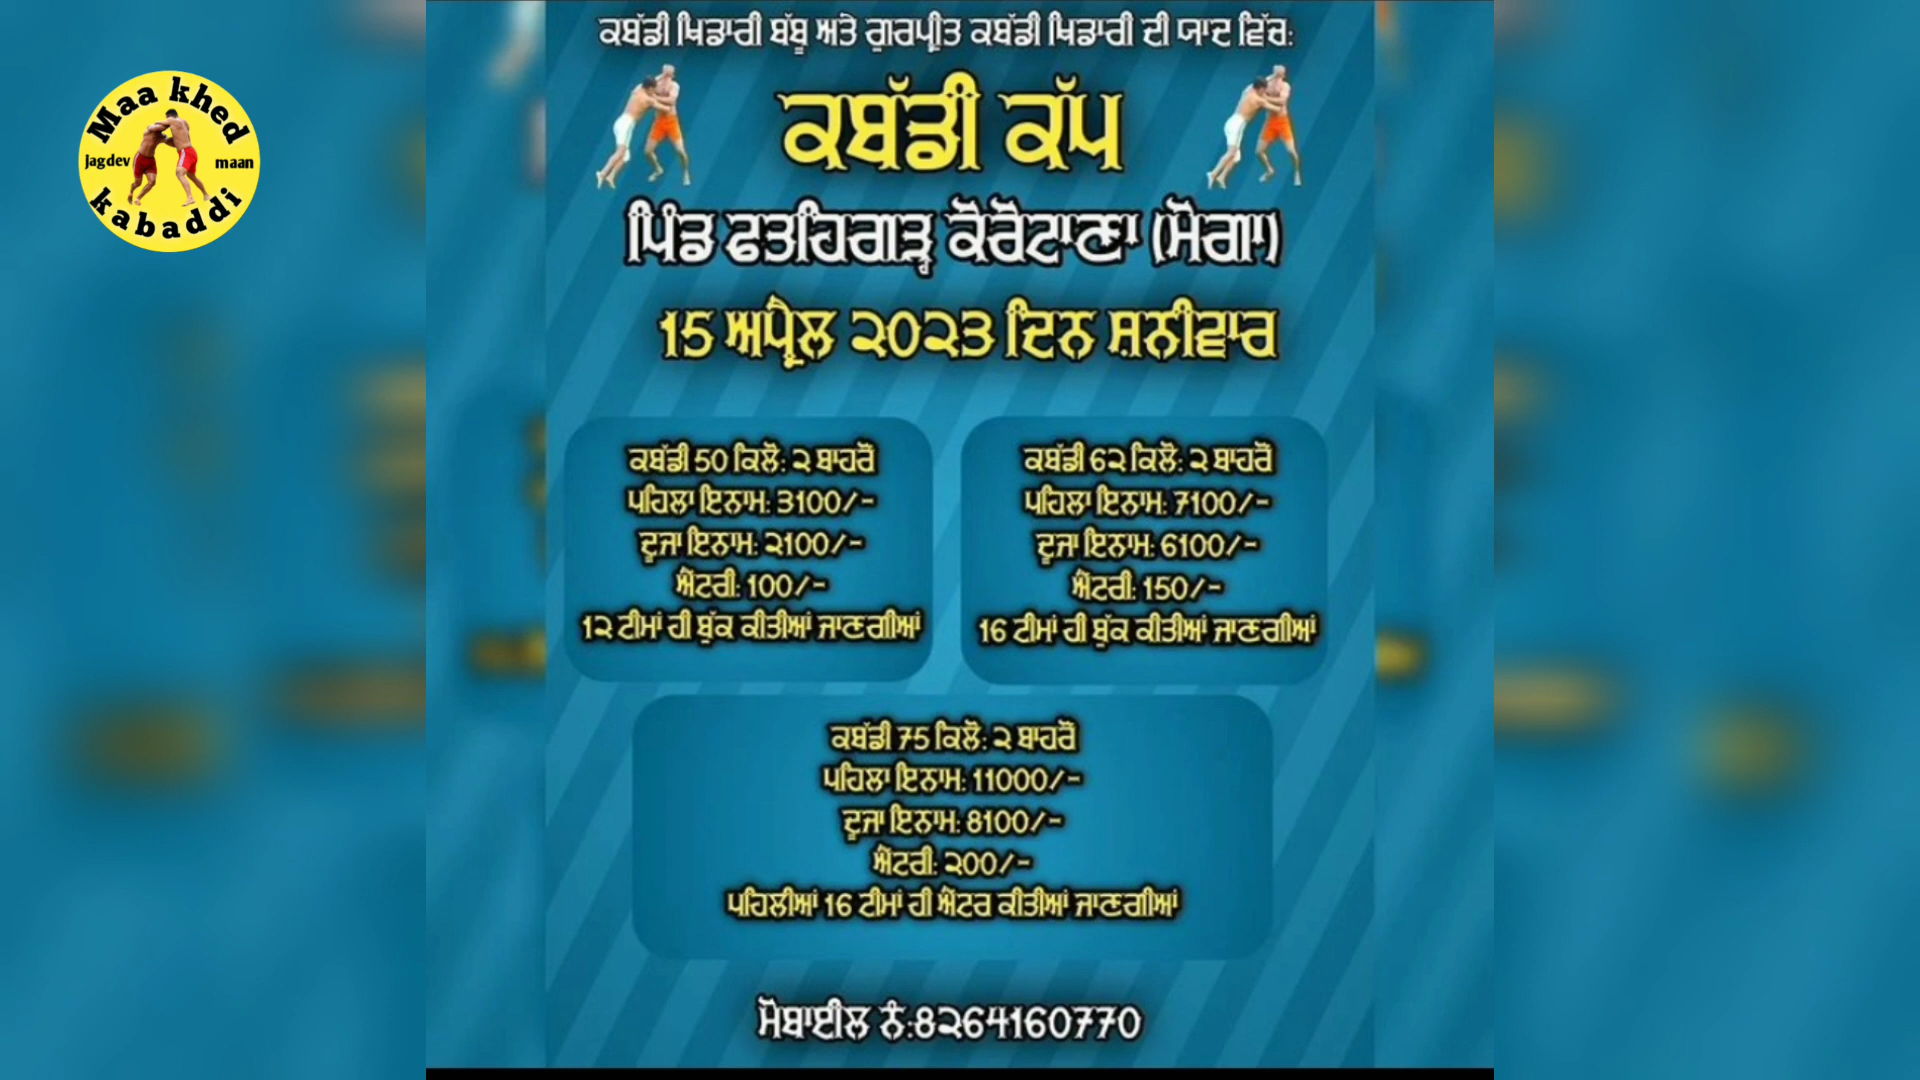 Maa khed
Jagdev maan
kabaddi
ਕਬੱਡੀ ਖਿਡਾਰੀ ਬੱਬੂ ਅਤੇ ਗੁਰਪ੍ਰੀਤ ਕਬੱਡੀ ਖਿਡਾਰੀ ਦੀ ਯਾਦ ਵਿੱਚ:
ਕਬੱਡੀ ਕੱਪ
ਪਿੰਡ ਫਤਹਿਗੜ੍ਹ ਕੋਰੋਟਾਣਾ (ਮੋਗਾ)
15 ਅਪ੍ਰੈਲ ੨੦੨੩ ਦਿਨ ਸ਼ਨੀਵਾਰ
ਕਬੱਡੀ 50 ਕਿਲੋ: ੨ ਬਾਹਰੋਂ
ਪਹਿਲਾ ਇਨਾਮ: ੩100/-
ਦੂਜਾ ਇਨਾਮ: ੨100/-
ਐਂਟਰੀ: 100/-
1੨ ਟੀਮਾਂ ਹੀ ਬੁੱਕ ਕੀਤੀਆਂ ਜਾਣਗੀਆਂ
ਕਬੱਡੀ 6੨ ਕਿਲੋ: ੨ ਬਾਹਰੋਂ
ਪਹਿਲਾ ਇਨਾਮ: 7100/-
ਦੂਜਾ ਇਨਾਮ: 6100/-
ਐਂਟਰੀ: 150/-
16 ਟੀਮਾਂ ਹੀ ਬੁੱਕ ਕੀਤੀਆਂ ਜਾਣਗੀਆਂ
ਕਬੱਡੀ 75 ਕਿਲੋ: ੨ ਬਾਹਰੋਂ
ਪਹਿਲਾ ਇਨਾਮ: 11000/-
ਦੂਜਾ ਇਨਾਮ: 8100/-
ਐਂਟਰੀ: ੨00/-
ਪਹਿਲੀਆਂ 16 ਟੀਮਾਂ ਹੀ ਐਂਟਰ ਕੀਤੀਆਂ ਜਾਣਗੀਆਂ
ਮੋਬਾਈਲ ਨੰ:8੨64160770